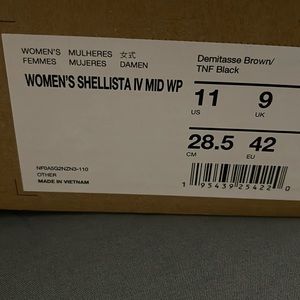 WOMEN'S MULHERES 女式
FEMMES MUJERES DAMEN
Demitasse Brown/
TNF Black
WOMEN'S SHELLISTA IV MID WP
11 9
US UK
28.5 42
CM EU
NF0A5G2NZN3-110
OTHER
MADE IN VIETNAM
1 95439 25422 0